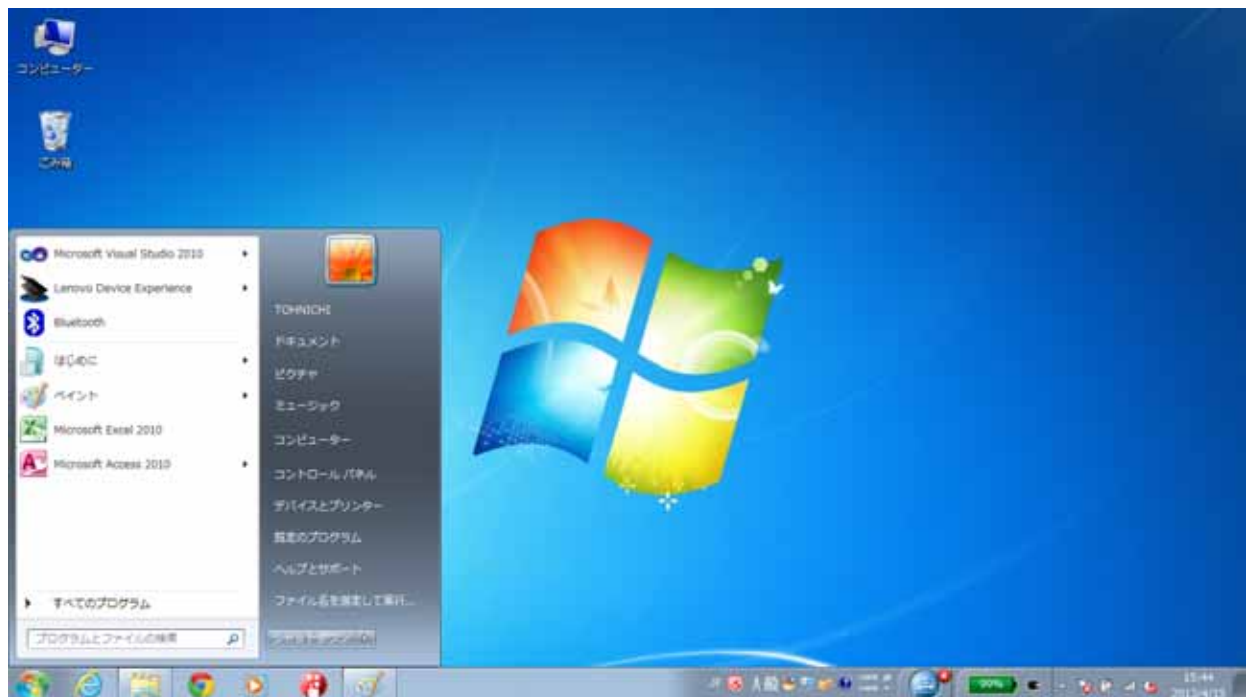 コンピューター
ごみ箱
Microsoft Visual Studio 2010
Lenovo Device Experience
Bluetooth
はじめに
ペイント
Microsoft Excel 2010
Microsoft Access 2010
すべてのプログラム
プログラムとファイルの検索
TOHNICHI
ドキュメント
ピクチャ
ミュージック
コンピューター
コントロール パネル
デバイスとプリンター
既定のプログラム
ヘルプとサポート
ファイル名を指定して実行...
JP
A 般
99%
15:44